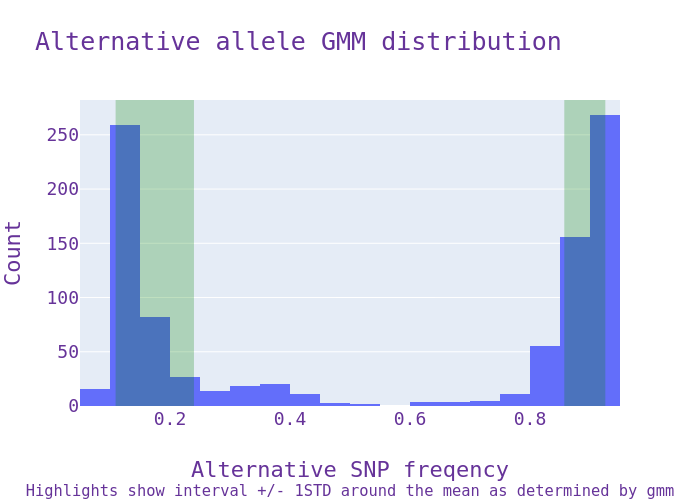 Alternative allele GMM distribution
Count
250
200
150
100
50
0
0.2 0.4 0.6 0.8
Alternative SNP freqency
Highlights show interval +/- 1STD around the mean as determined by gmm